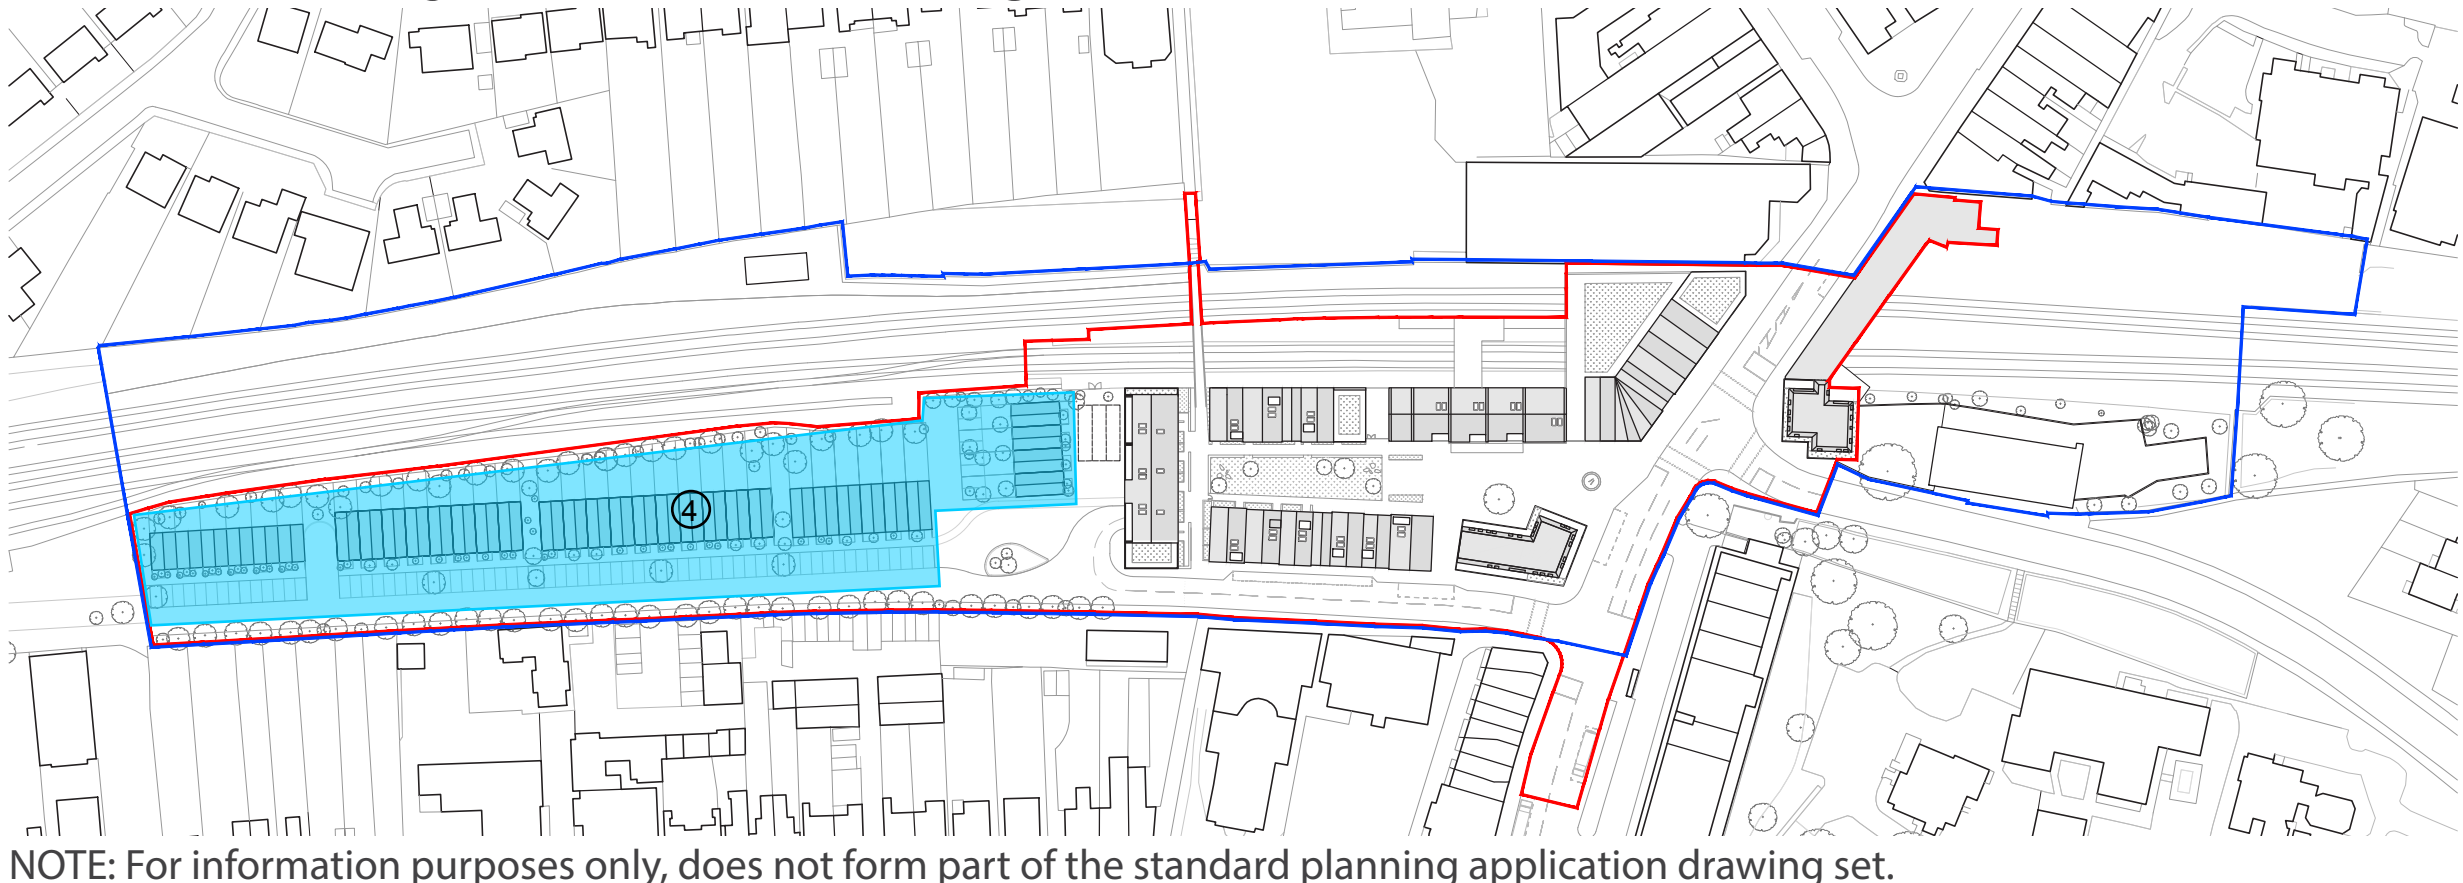 ④
NOTE: For information purposes only, does not form part of the standard planning application drawing set.